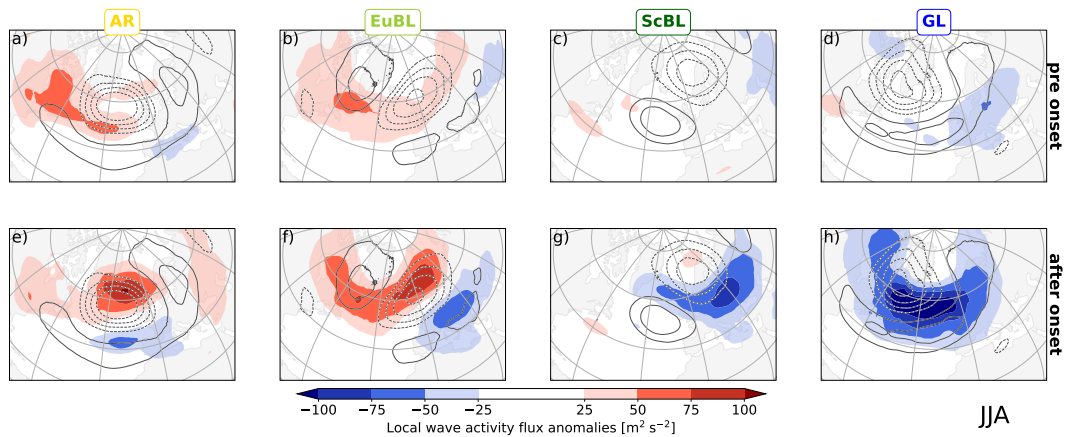 AR
EuBL
ScBL
GL
a)
b)
c)
d)
pre onset
e)
f)
g)
h)
after onset
−100 −75 −50 −25 25 50 75 100
Local wave activity flux anomalies [m² s⁻²]
JJA